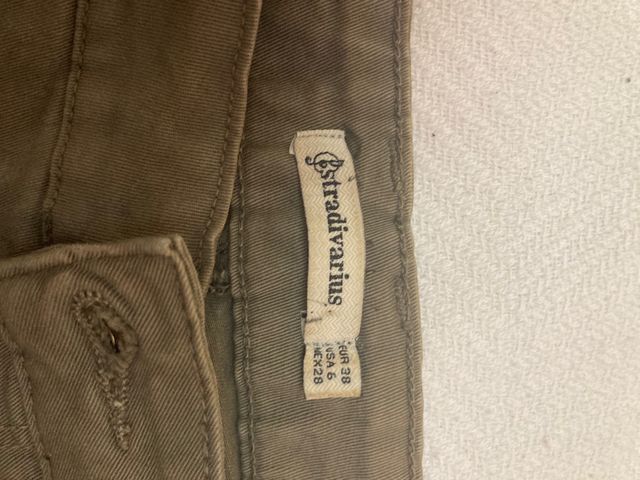 Stradivarius
EUR 38
USA 6
MEX 28